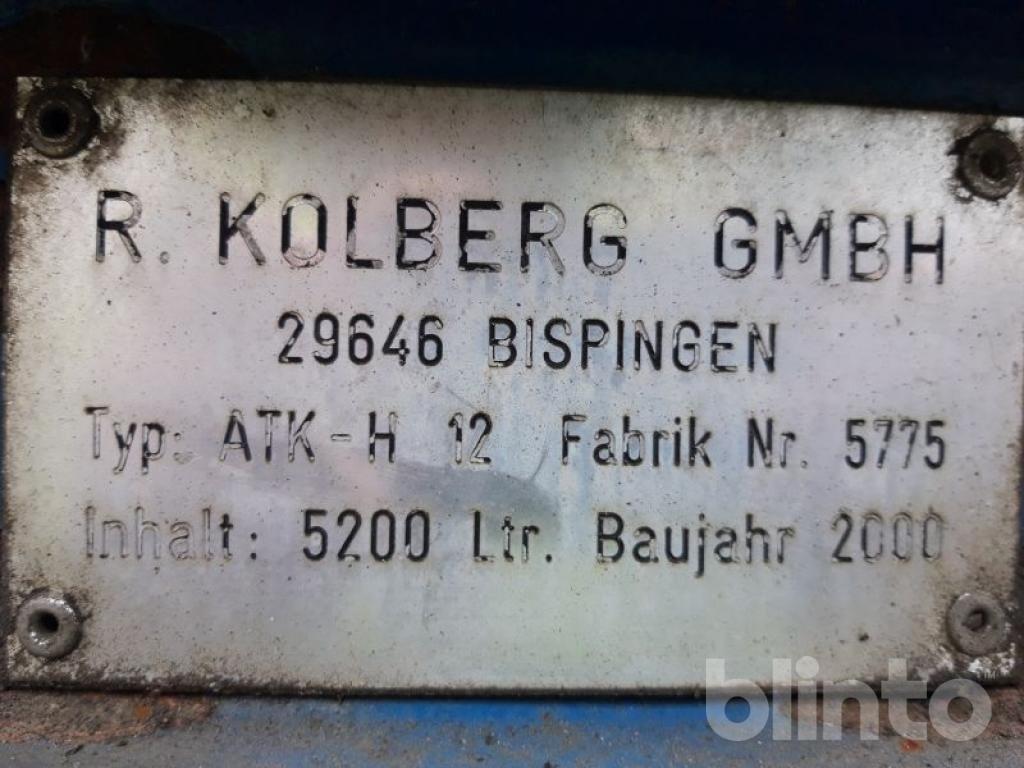 R. KOLBERG GMBH
29646 BISPINGEN
Typ: ATK-H 12 Fabrik Nr. 5775
Inhalt: 5200 Ltr. Baujahr 2000
blinto